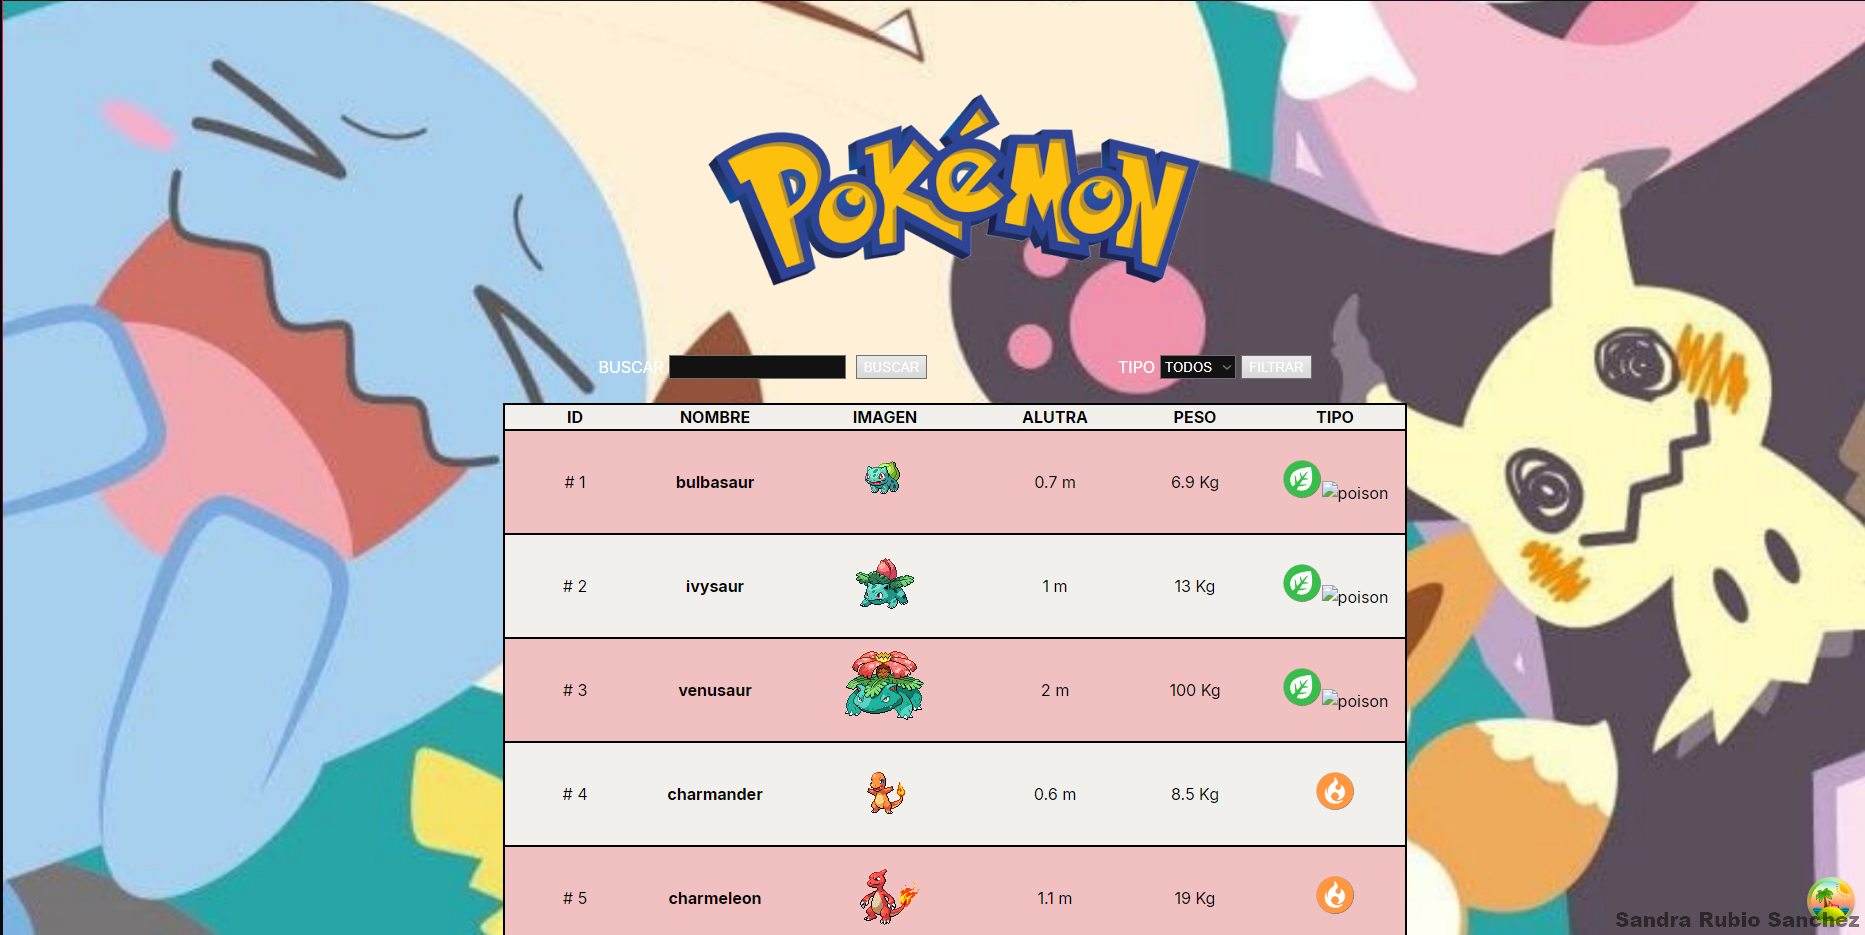 POKéMON
BUSCAR BUSCAR TIPO TODOS FILTRAR
ID NOMBRE IMAGEN ALUTRA PESO TIPO
# 1 bulbasaur 0.7 m 6.9 Kg poison
# 2 ivysaur 1 m 13 Kg poison
# 3 venusaur 2 m 100 Kg poison
# 4 charmander 0.6 m 8.5 Kg
# 5 charmeleon 1.1 m 19 Kg
Sandra Rubio Sanchez